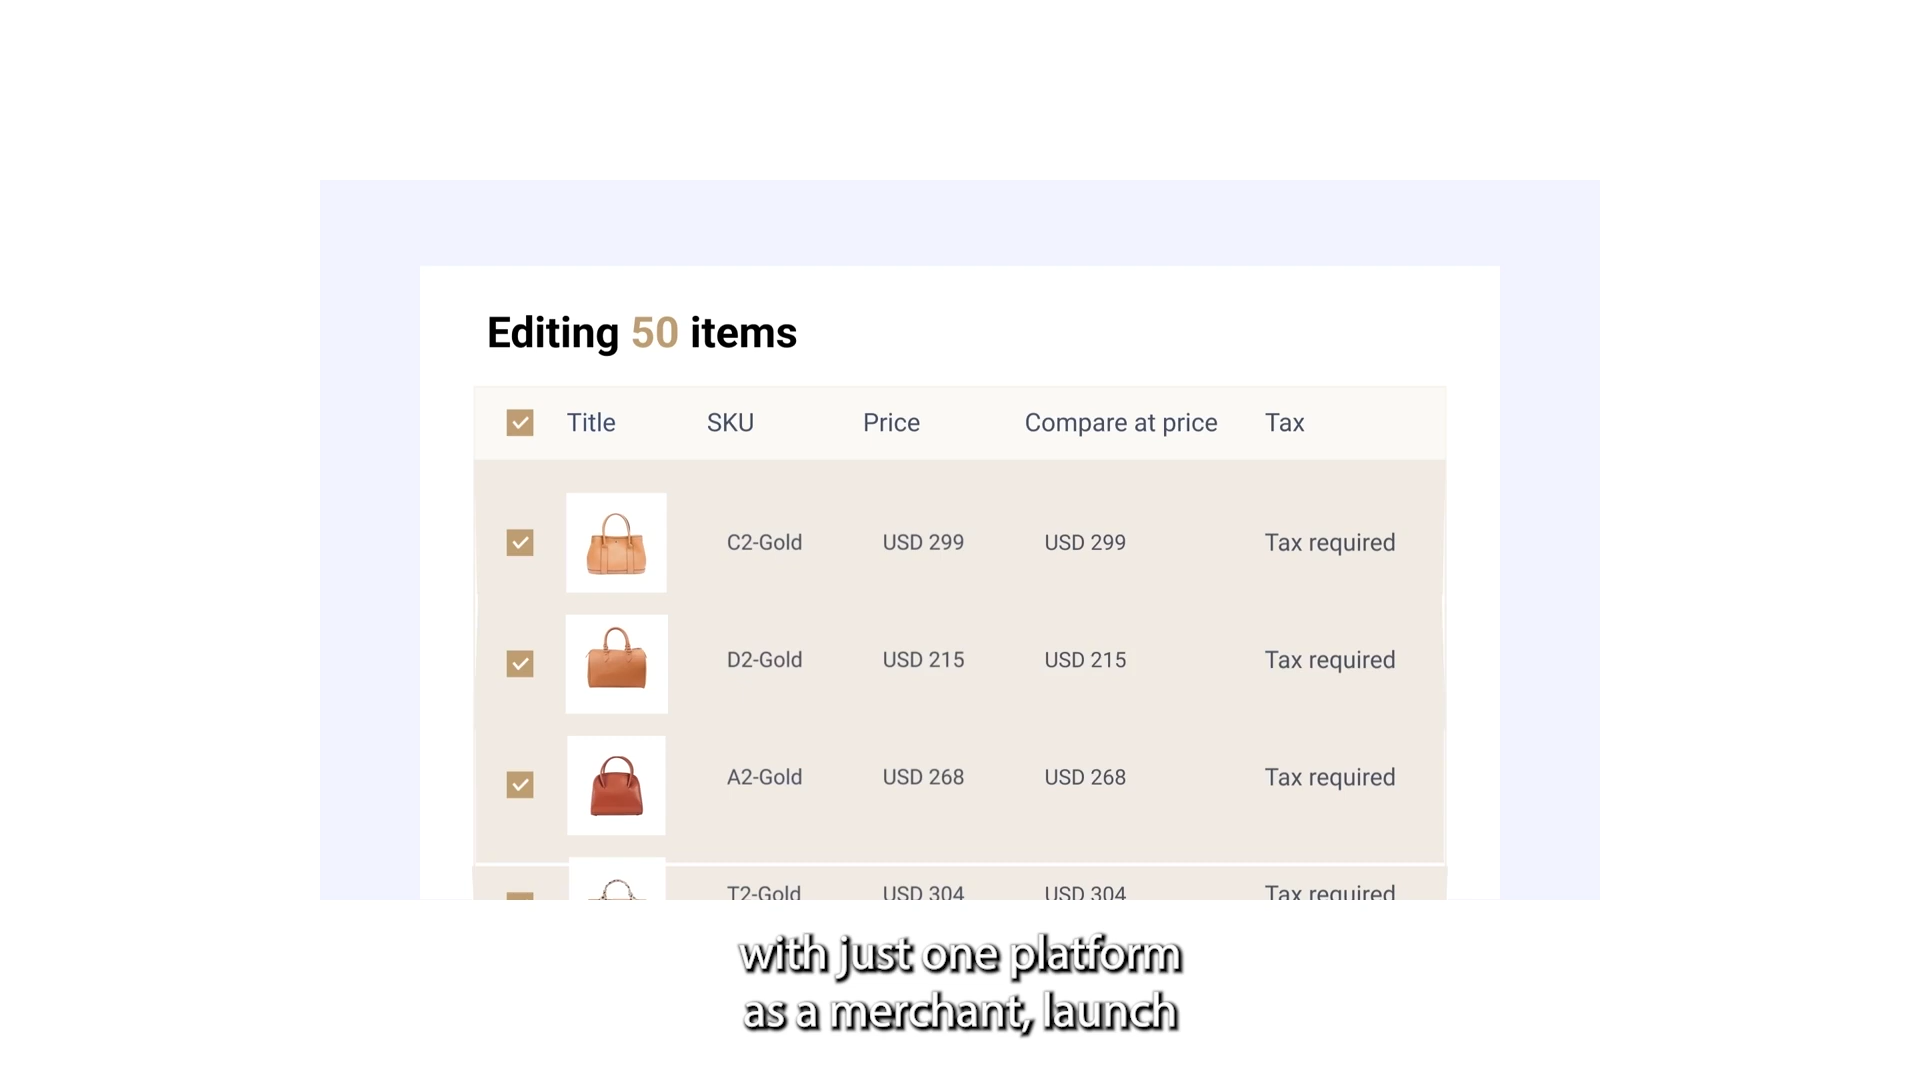 Editing 50 items
Title SKU Price Compare at price Tax
C2-Gold USD 299 USD 299 Tax required
D2-Gold USD 215 USD 215 Tax required
A2-Gold USD 268 USD 268 Tax required
T2-Gold USD 304 USD 304 Tax required
with just one platform
as a merchant, launch